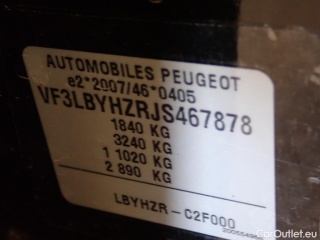 AUTOMOBILES PEUGEOT
e2*2007/46*0405
VF3LBYHZRJS467878
1840 KG
3240 KG
1 1020 KG
2 890 KG
LBYHZR-C2F000
CarOutlet.eu